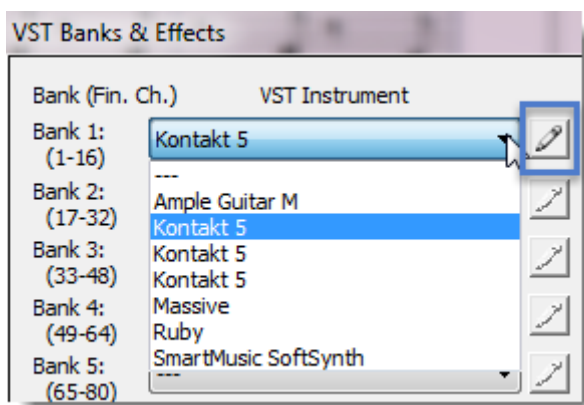 VST Banks & Effects
Bank (Fin. Ch.) VST Instrument
Bank 1: Kontakt 5
(1-16)
---
Bank 2: Ample Guitar M
(17-32) Kontakt 5
Bank 3: Kontakt 5
(33-48) Kontakt 5
Bank 4: Massive
(49-64) Ruby
Bank 5: SmartMusic SoftSynth
(65-80) ---